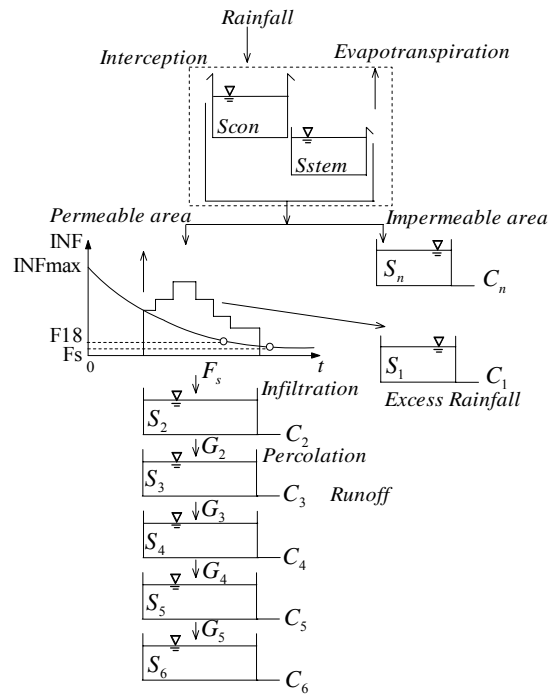 Rainfall
Interception
Evapotranspiration
Scon
Sstem
Permeable area
Impermeable area
INF
INFmax
Sn
Cn
F18
Fs
0
Fs
t
S1
C1
Infiltration
Excess Rainfall
S2
C2
G2
Percolation
S3
C3
Runoff
G3
S4
C4
G4
S5
C5
G5
S6
C6